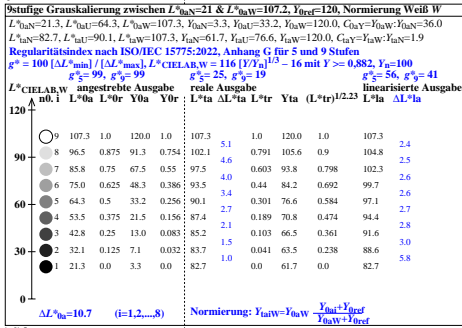 9stufige Grauskalierung zwischen L*0aN=21 & L*0aW=107.2, Y0ref=120, Normierung Weiß W
L*0aN=21.3, L*0aU=64.3, L*0aW=107.3, Y0aN=3.3, Y0aU=33.2, Y0aW=120.0, C0aY=Y0aW:Y0aN=36.0
L*taN=82.7, L*taU=90.1, L*taW=107.3, YtaN=61.7, YtaU=76.6, YtaW=120.0, CtaY=YtaW:YtaN=1.9
Regularitätsindex nach ISO/IEC 15775:2022, Anhang G für 5 und 9 Stufen
g* = 100 [ΔL*min] / [ΔL*max], L*CIELAB,W = 116 [Y/Yn]1/3 − 16 mit Y >= 0,882, Yn=100
g*5= 99, g*9= 99 g*5= 25, g*9= 19 g*5= 56, g*9= 41
L*CIELAB,W angestrebte Ausgabe reale Ausgabe linearisierte Ausgabe
n0. i L*0a L*0r Y0a Y0r L*ta ΔL*ta L*tr Yta (L*tr)1/2.23 L*la ΔL*la
120
9 107.3 1.0 120.0 1.0 107.3 1.0 120.0 1.0 107.3
5.1 2.4
8 96.5 0.875 91.3 0.754 102.1 0.791 105.6 0.9 104.8
90
4.6 2.5
7 85.8 0.75 67.5 0.55 97.5 0.603 93.8 0.798 102.3
4.0 2.6
6 75.0 0.625 48.3 0.386 93.5 0.44 84.2 0.692 99.7
3.4 2.6
5 64.3 0.5 33.2 0.256 90.1 0.301 76.6 0.584 97.1
60
2.7 2.7
4 53.5 0.375 21.5 0.156 87.4 0.189 70.8 0.474 94.4
2.1 2.8
3 42.8 0.25 13.0 0.083 85.2 0.103 66.5 0.361 91.6
1.5 3.0
30
2 32.1 0.125 7.1 0.032 83.7 0.041 63.5 0.238 88.6
1.0 5.8
1 21.3 0.0 3.3 0.0 82.7 0.0 61.7 0.0 82.7
0
ΔL*0a=10.7 (i=1,2,...,8) Normierung: YtaiW=Y0aW Y0ai+Y0ref
Y0aW+Y0ref